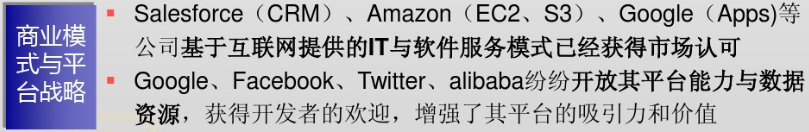 商业模
式与平
台战略
Salesforce（CRM）、Amazon（EC2、S3）、Google（Apps)等
公司基于互联网提供的IT与软件服务模式已经获得市场认可
Google、Facebook、Twitter、alibaba纷纷开放其平台能力与数据
资源，获得开发者的欢迎，增强了其平台的吸引力和价值